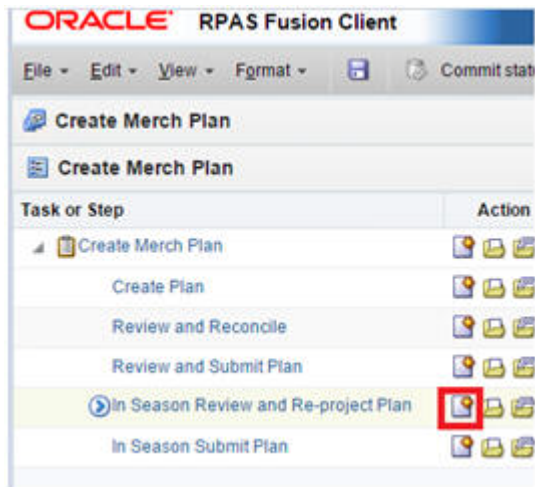 ORACLE RPAS Fusion Client
File Edit View Format Commit stat
Create Merch Plan
Create Merch Plan
Task or Step Action
Create Merch Plan
Create Plan
Review and Reconcile
Review and Submit Plan
In Season Review and Re-project Plan
In Season Submit Plan